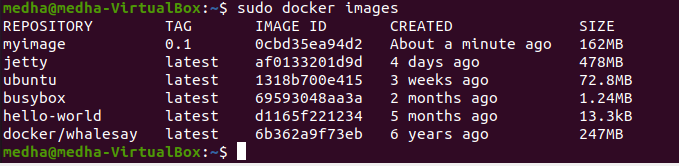 medha@medha-VirtualBox:~$ sudo docker images
REPOSITORY TAG IMAGE ID CREATED SIZE
myimage 0.1 0cbd35ea94d2 About a minute ago 162MB
jetty latest af0133201d9d 4 days ago 478MB
ubuntu latest 1318b700e415 3 weeks ago 72.8MB
busybox latest 69593048aa3a 2 months ago 1.24MB
hello-world latest d1165f221234 5 months ago 13.3kB
docker/whalesay latest 6b362a9f73eb 6 years ago 247MB
medha@medha-VirtualBox:~$